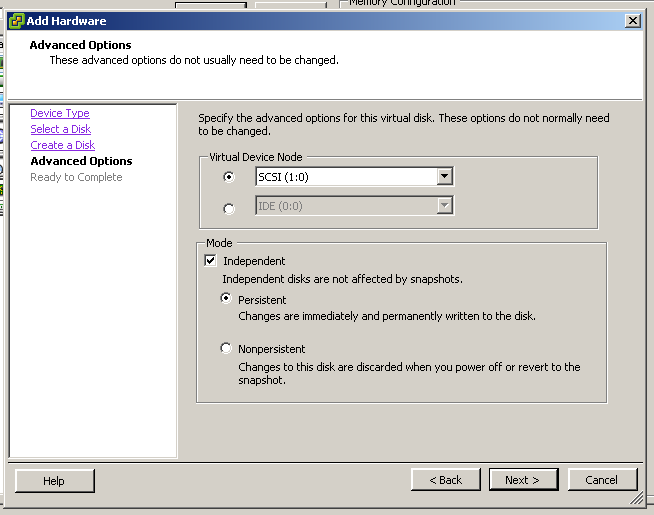 Memory Configuration
Add Hardware
Advanced Options
These advanced options do not usually need to be changed.
Device Type
Select a Disk
Create a Disk
Advanced Options
Ready to Complete
Specify the advanced options for this virtual disk. These options do not normally need
to be changed.
Virtual Device Node
SCSI (1:0)
IDE (0:0)
Mode
Independent
Independent disks are not affected by snapshots.
Persistent
Changes are immediately and permanently written to the disk.
Nonpersistent
Changes to this disk are discarded when you power off or revert to the
snapshot.
Help
< Back
Next >
Cancel